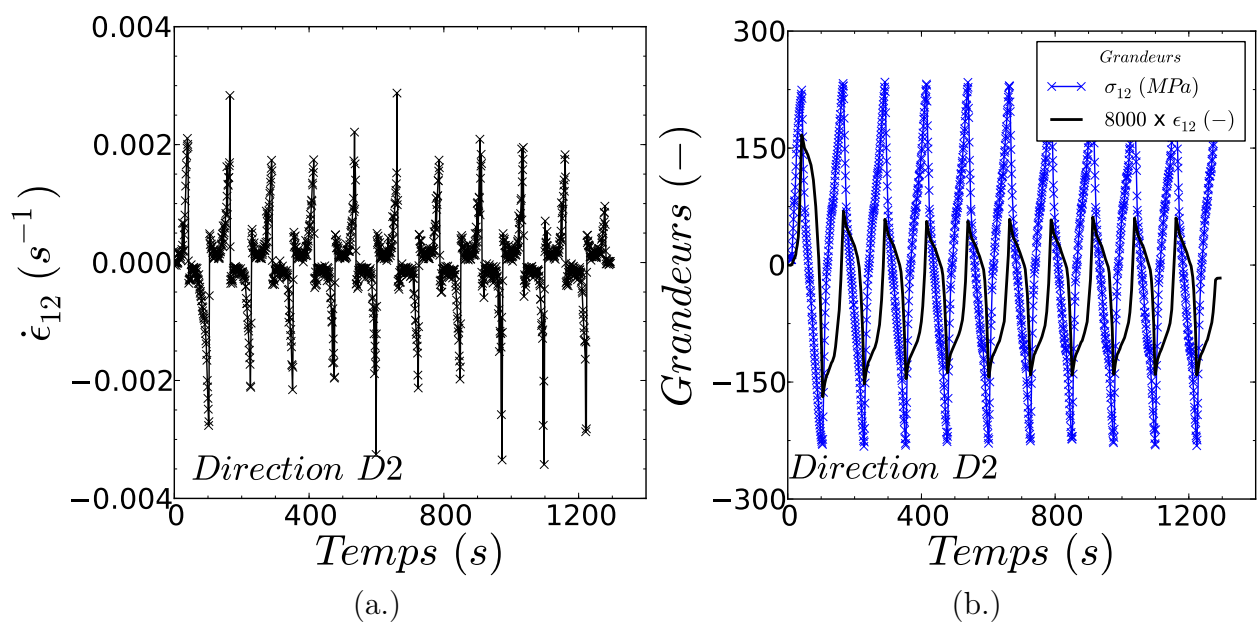 0.004
0.002
0.000
−0.002
−0.004
ϵ̇₁₂ (s⁻¹)
Direction D2
0 400 800 1200
Temps (s)
(a.)
300
150
0
−150
−300
Grandeurs (−)
Grandeurs
σ₁₂ (MPa)
8000 x ϵ₁₂ (−)
Direction D2
0 400 800 1200
Temps (s)
(b.)